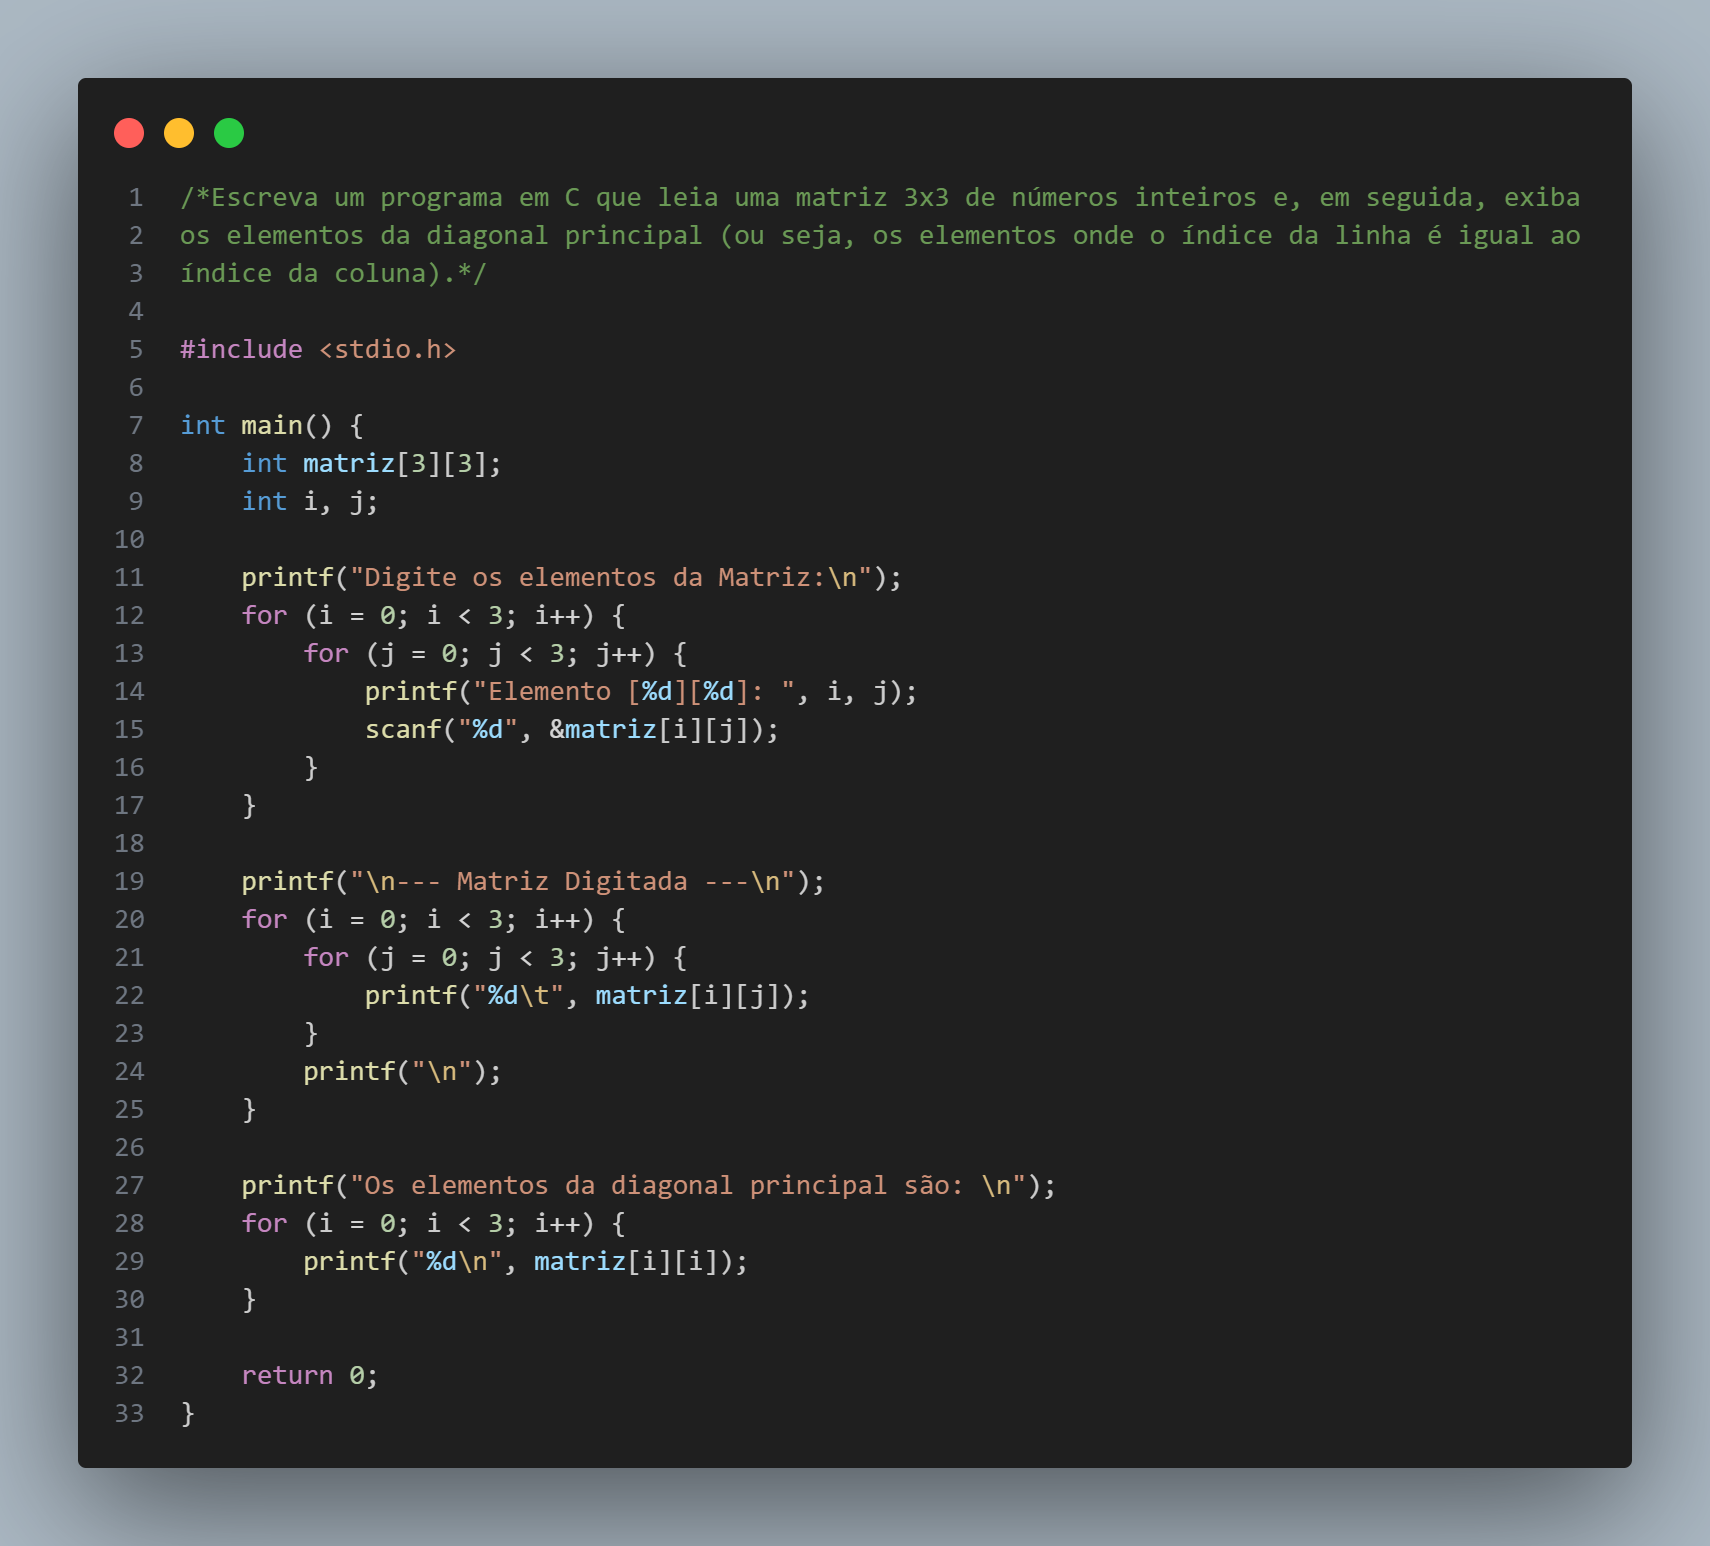 1 /*Escreva um programa em C que leia uma matriz 3x3 de números inteiros e, em seguida, exiba
2 os elementos da diagonal principal (ou seja, os elementos onde o índice da linha é igual ao
3 índice da coluna).*/
4
5 #include <stdio.h>
6
7 int main() {
8     int matriz[3][3];
9     int i, j;
10
11     printf("Digite os elementos da Matriz:\n");
12     for (i = 0; i < 3; i++) {
13         for (j = 0; j < 3; j++) {
14             printf("Elemento [%d][%d]: ", i, j);
15             scanf("%d", &matriz[i][j]);
16         }
17     }
18
19     printf("\n--- Matriz Digitada ---\n");
20     for (i = 0; i < 3; i++) {
21         for (j = 0; j < 3; j++) {
22             printf("%d\t", matriz[i][j]);
23         }
24         printf("\n");
25     }
26
27     printf("Os elementos da diagonal principal são: \n");
28     for (i = 0; i < 3; i++) {
29         printf("%d\n", matriz[i][i]);
30     }
31
32     return 0;
33 }